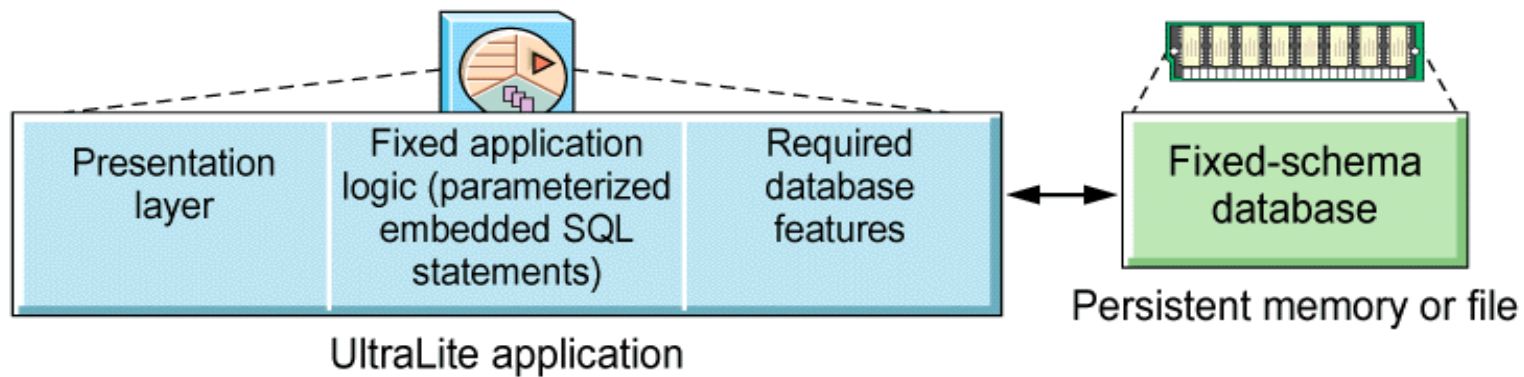 Presentation
layer
Fixed application
logic (parameterized
embedded SQL
statements)
Required
database
features
Fixed-schema
database
Persistent memory or file
UltraLite application